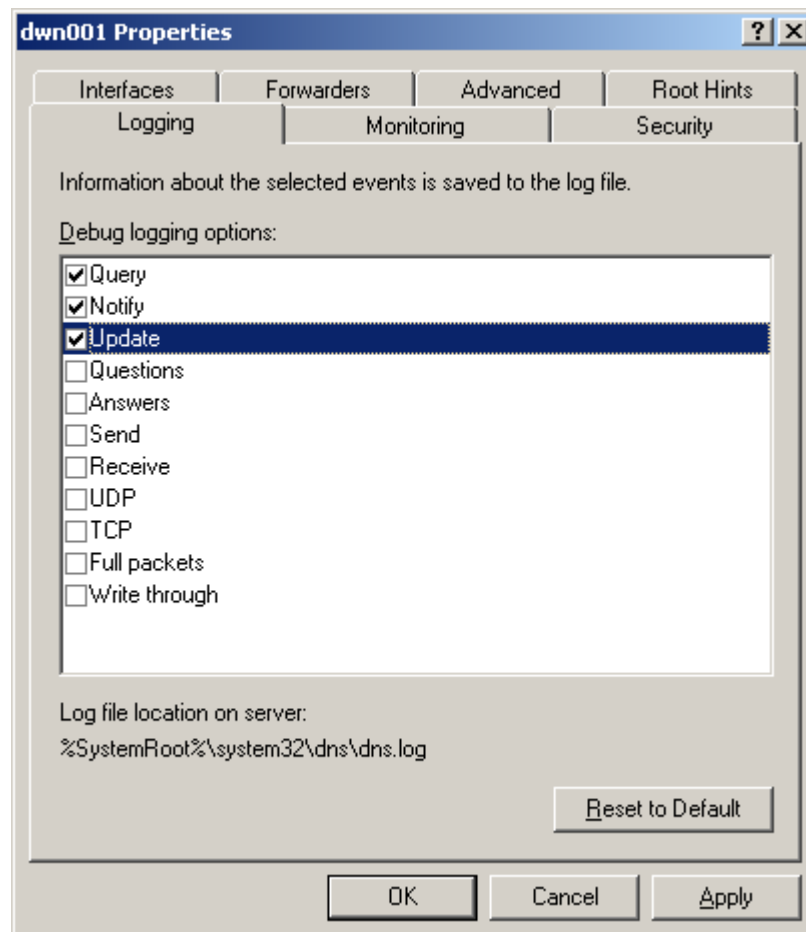 dwn001 Properties
Interfaces Forwarders Advanced Root Hints
Logging Monitoring Security
Information about the selected events is saved to the log file.
Debug logging options:
Query
Notify
Update
Questions
Answers
Send
Receive
UDP
TCP
Full packets
Write through
Log file location on server:
%SystemRoot%\system32\dns\dns.log
Reset to Default
OK Cancel Apply